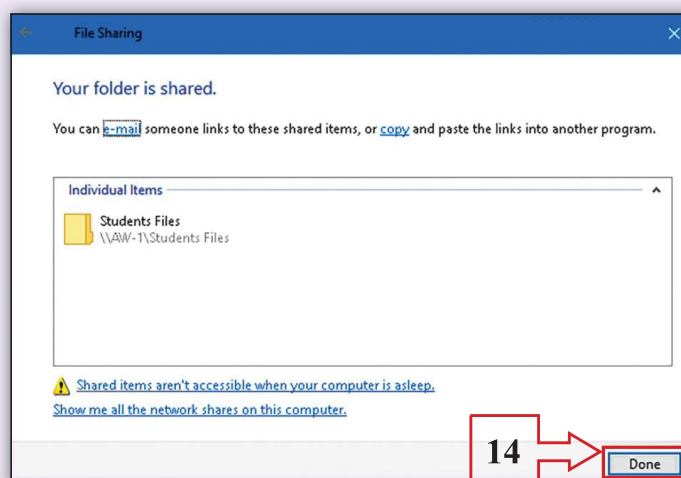 File Sharing
Your folder is shared.
You can e-mail someone links to these shared items, or copy and paste the links into another program.
Individual Items
Students Files
\\AW-1\Students Files
Shared items aren't accessible when your computer is asleep.
Show me all the network shares on this computer.
14
Done